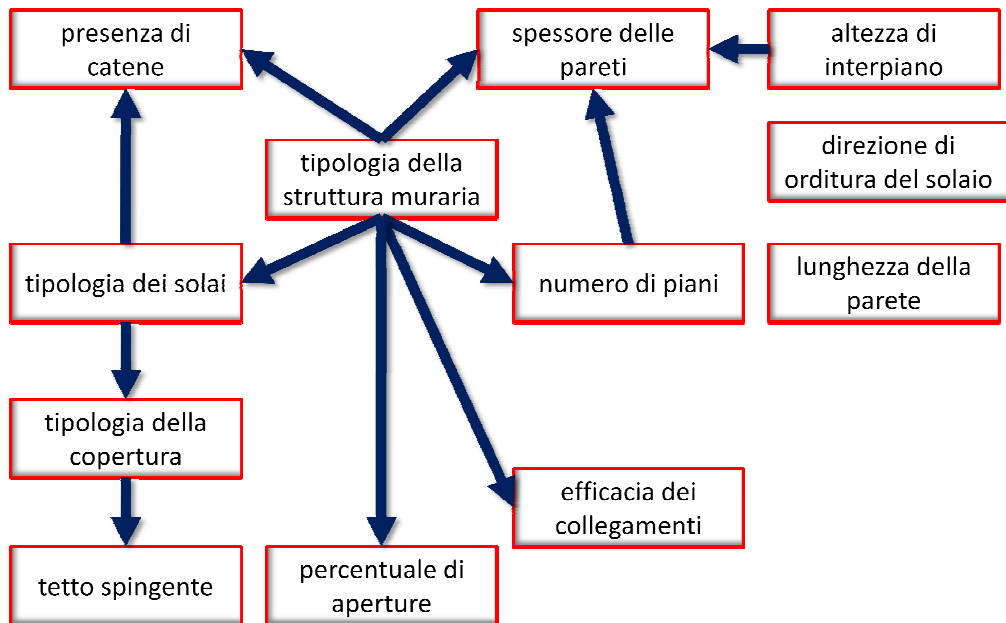 presenza di
catene
spessore delle
pareti
altezza di
interpiano
tipologia della
struttura muraria
direzione di
orditura del solaio
tipologia dei solai
numero di piani
lunghezza della
parete
tipologia della
copertura
efficacia dei
collegamenti
tetto spingente
percentuale di
aperture